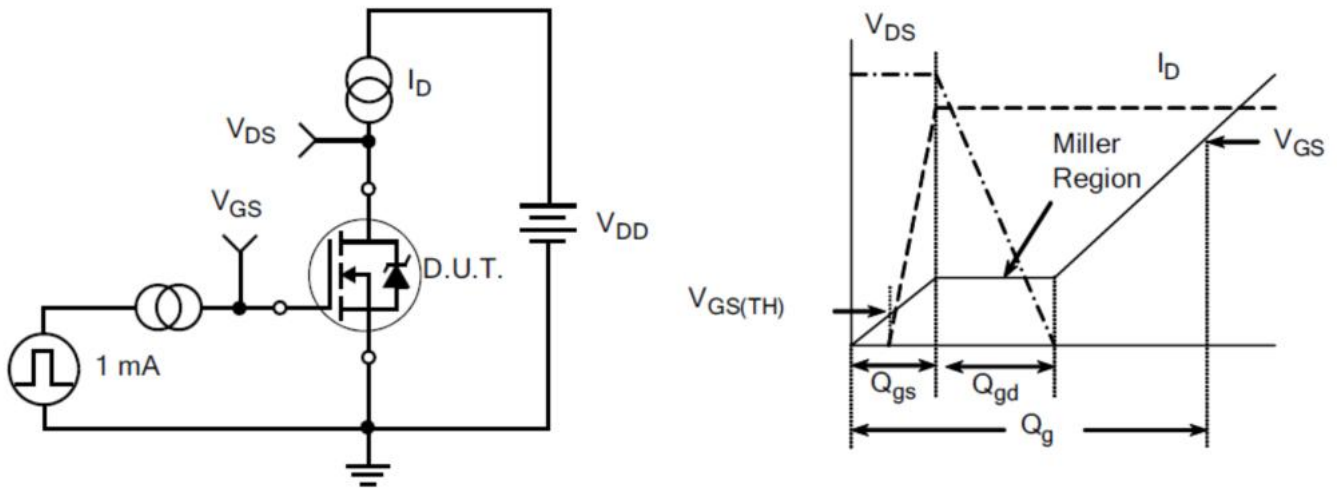 I_D
V_DS
V_GS
V_DD
D.U.T.
1 mA
V_DS
I_D
Miller
Region
V_GS
V_GS(TH)
Q_gs
Q_gd
Q_g